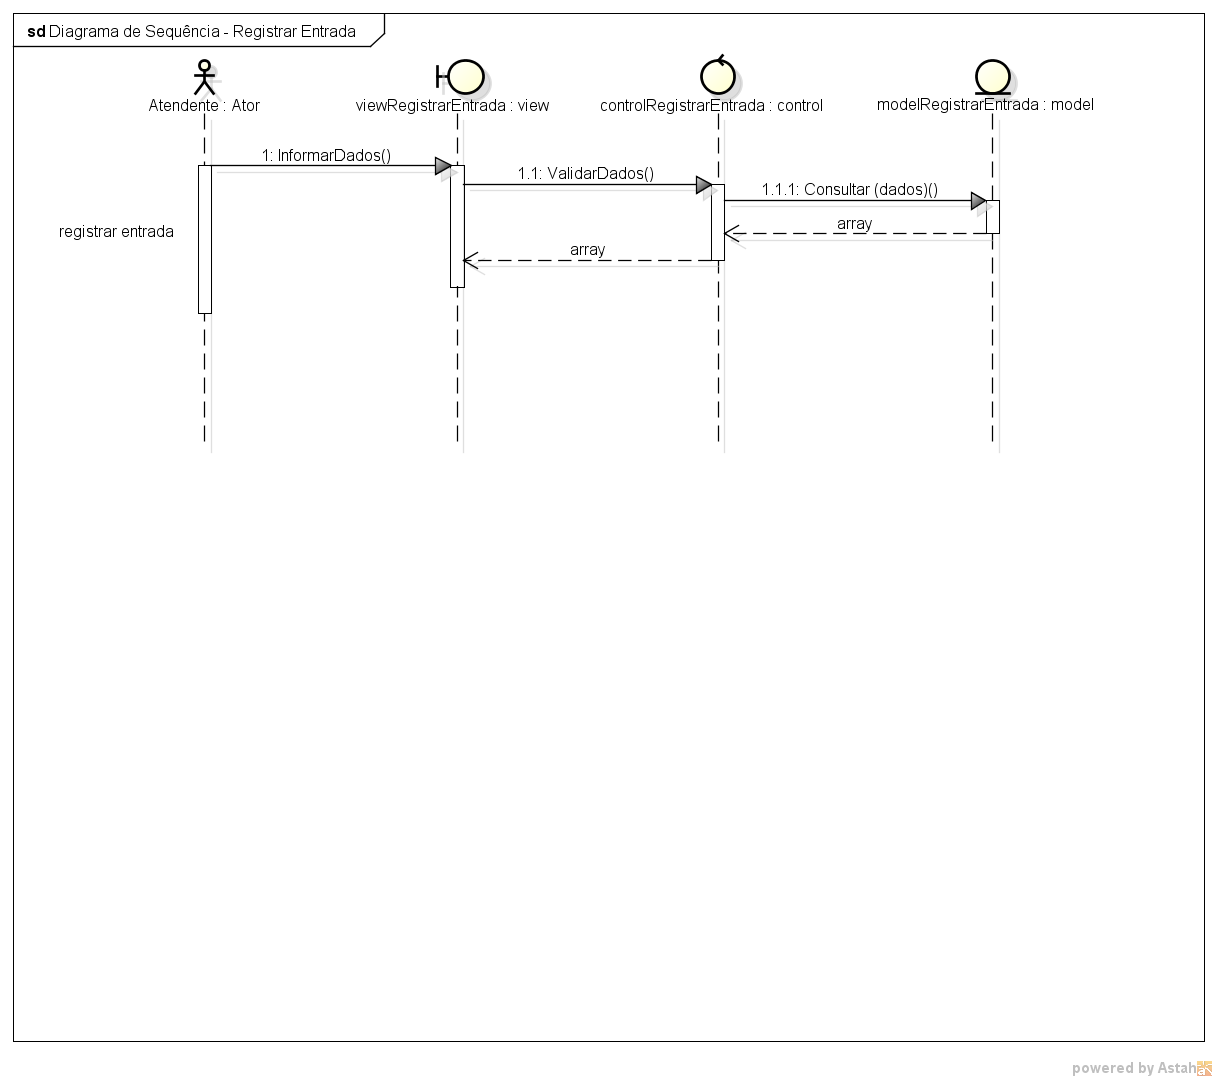 sd Diagrama de Sequência - Registrar Entrada
Atendente : Ator
viewRegistrarEntrada : view
controlRegistrarEntrada : control
modelRegistrarEntrada : model
1: InformarDados()
1.1: ValidarDados()
1.1.1: Consultar (dados)()
array
registrar entrada
array
powered by Astah